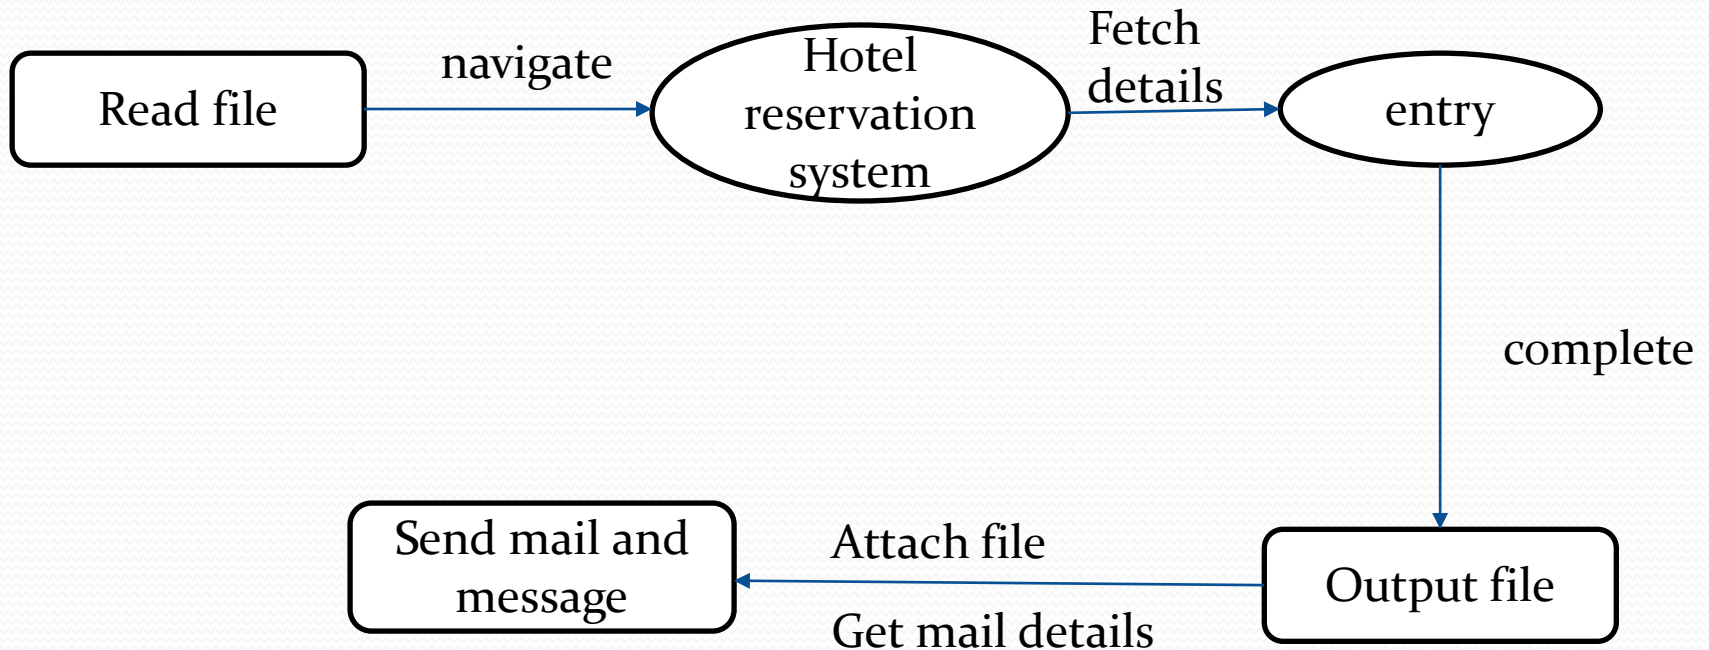 Read file
navigate
Hotel
reservation
system
Fetch
details
entry
complete
Output file
Attach file
Get mail details
Send mail and
message